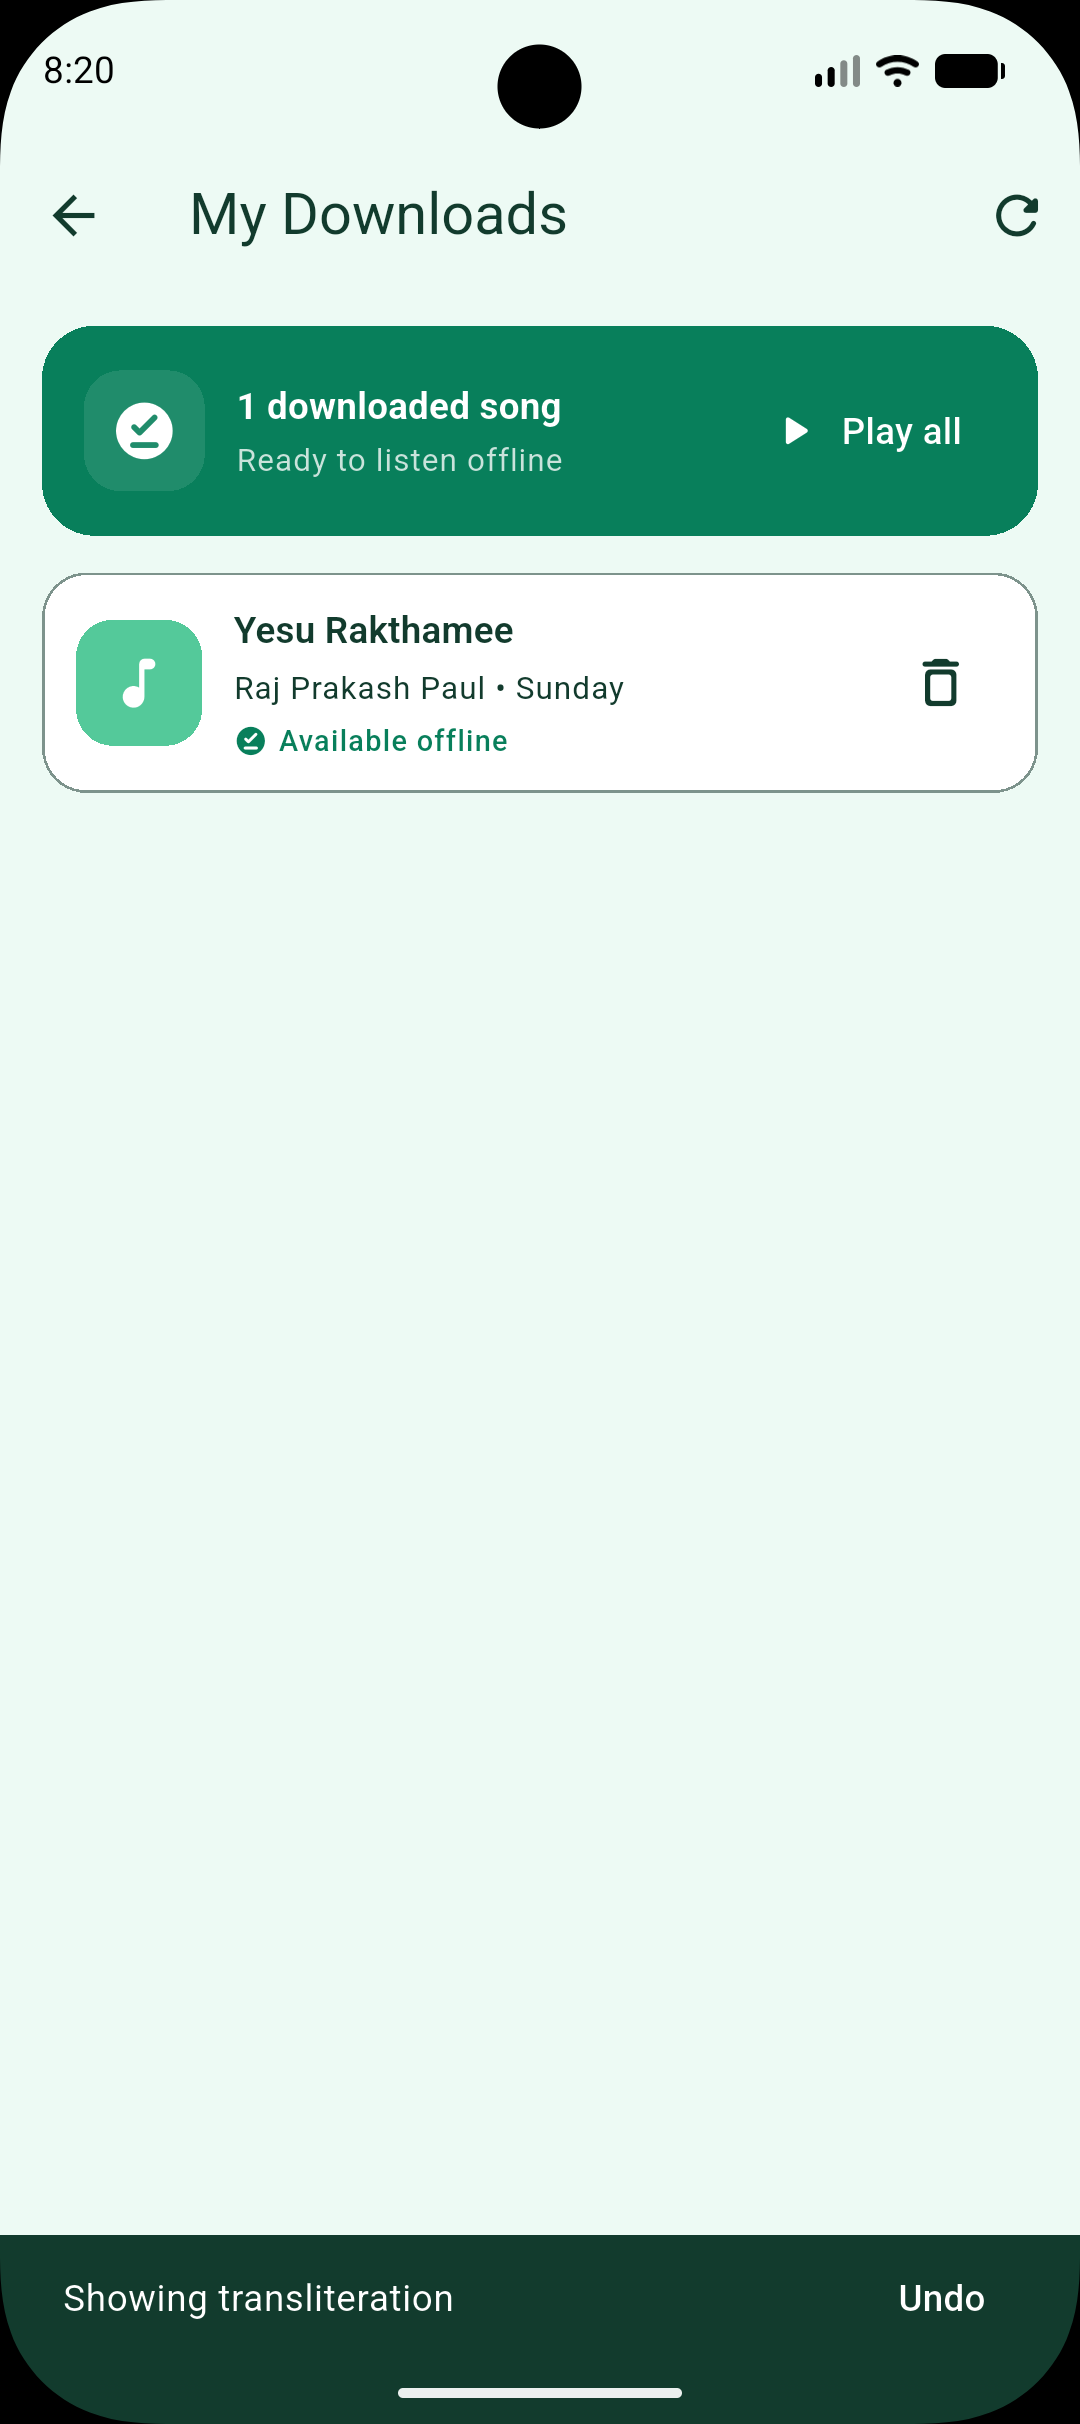 8:20
My Downloads
1 downloaded song
Ready to listen offline
Play all
Yesu Rakthamee
Raj Prakash Paul • Sunday
Available offline
Showing transliteration
Undo